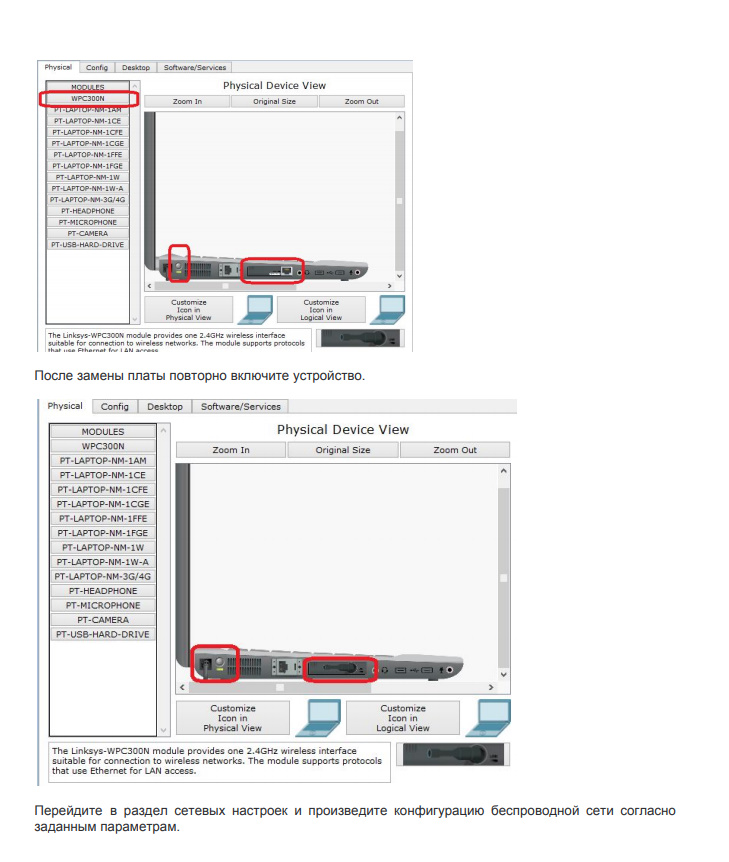 Physical Config Desktop Software/Services
MODULES
WPC300N
PT-LAPTOP-NM-1AM
PT-LAPTOP-NM-1CE
PT-LAPTOP-NM-1CFE
PT-LAPTOP-NM-1CGE
PT-LAPTOP-NM-1FFE
PT-LAPTOP-NM-1FGE
PT-LAPTOP-NM-1W
PT-LAPTOP-NM-1W-A
PT-LAPTOP-NM-3G/4G
PT-HEADPHONE
PT-MICROPHONE
PT-CAMERA
PT-USB-HARD-DRIVE
Physical Device View
Zoom In Original Size Zoom Out
Customize
Icon in
Physical View
Customize
Icon in
Logical View
The Linksys-WPC300N module provides one 2.4GHz wireless interface
suitable for connection to wireless networks. The module supports protocols
that use Ethernet for LAN access.
После замены платы повторно включите устройство.
Physical Config Desktop Software/Services
MODULES
WPC300N
PT-LAPTOP-NM-1AM
PT-LAPTOP-NM-1CE
PT-LAPTOP-NM-1CFE
PT-LAPTOP-NM-1CGE
PT-LAPTOP-NM-1FFE
PT-LAPTOP-NM-1FGE
PT-LAPTOP-NM-1W
PT-LAPTOP-NM-1W-A
PT-LAPTOP-NM-3G/4G
PT-HEADPHONE
PT-MICROPHONE
PT-CAMERA
PT-USB-HARD-DRIVE
Physical Device View
Zoom In Original Size Zoom Out
Customize
Icon in
Physical View
Customize
Icon in
Logical View
The Linksys-WPC300N module provides one 2.4GHz wireless interface
suitable for connection to wireless networks. The module supports protocols
that use Ethernet for LAN access.
Перейдите в раздел сетевых настроек и произведите конфигурацию беспроводной сети согласно
заданным параметрам.